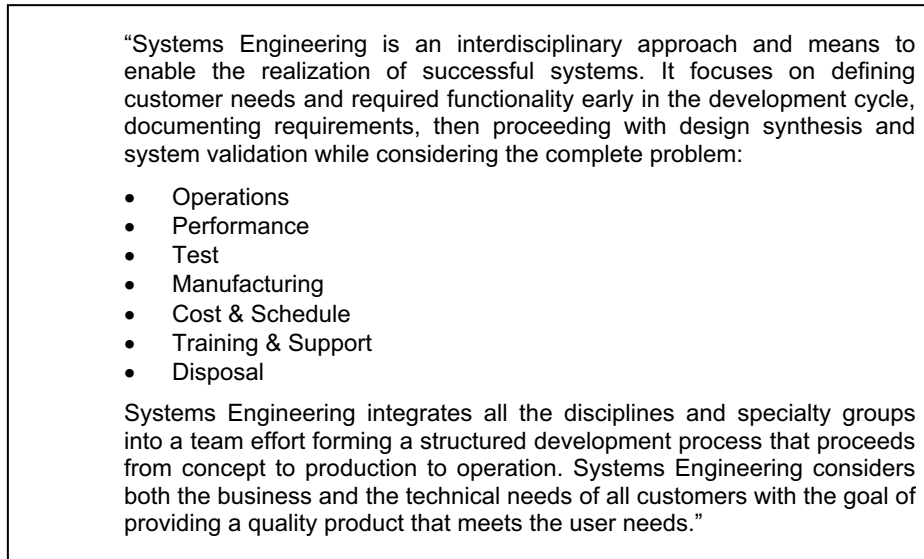 “Systems Engineering is an interdisciplinary approach and means to
enable the realization of successful systems. It focuses on defining
customer needs and required functionality early in the development cycle,
documenting requirements, then proceeding with design synthesis and
system validation while considering the complete problem:
• Operations
• Performance
• Test
• Manufacturing
• Cost & Schedule
• Training & Support
• Disposal
Systems Engineering integrates all the disciplines and specialty groups
into a team effort forming a structured development process that proceeds
from concept to production to operation. Systems Engineering considers
both the business and the technical needs of all customers with the goal of
providing a quality product that meets the user needs.”